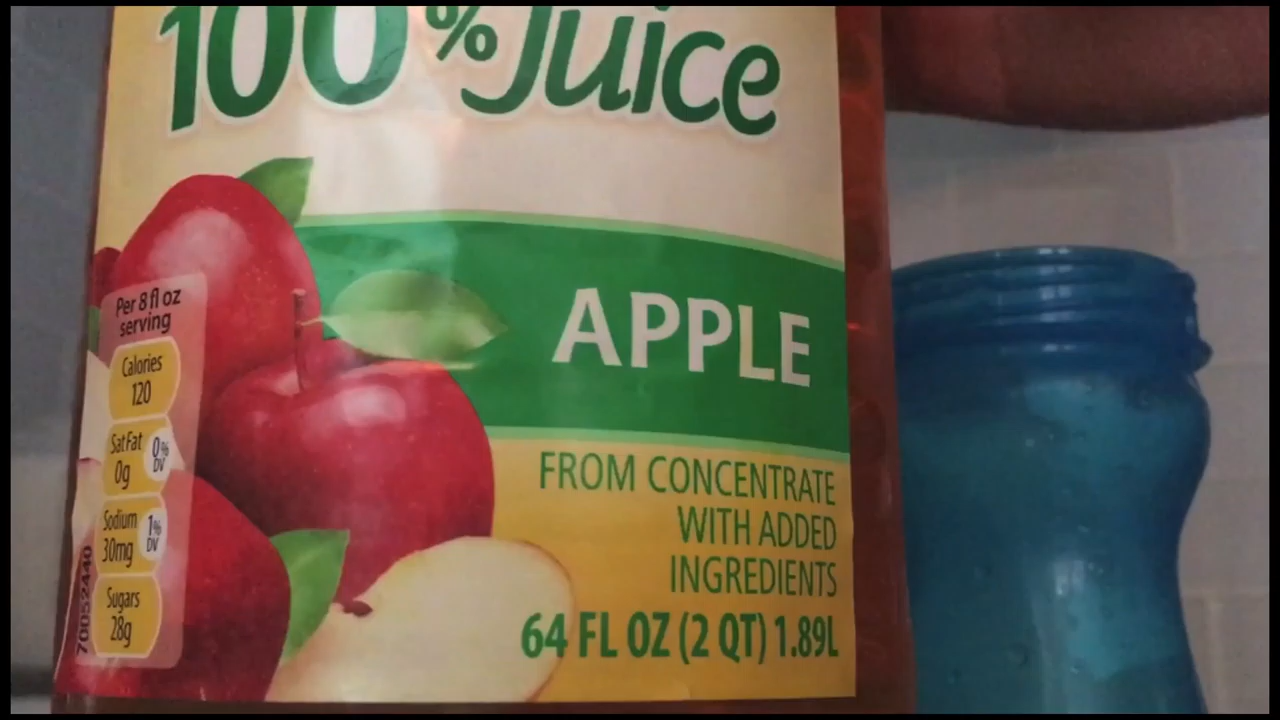 100% Juice
APPLE
Per 8 fl oz
serving
Calories
120
Sat Fat
0g
0%
DV
Sodium
30mg
1%
DV
Sugars
28g
70052440
FROM CONCENTRATE
WITH ADDED
INGREDIENTS
64 FL OZ (2 QT) 1.89L